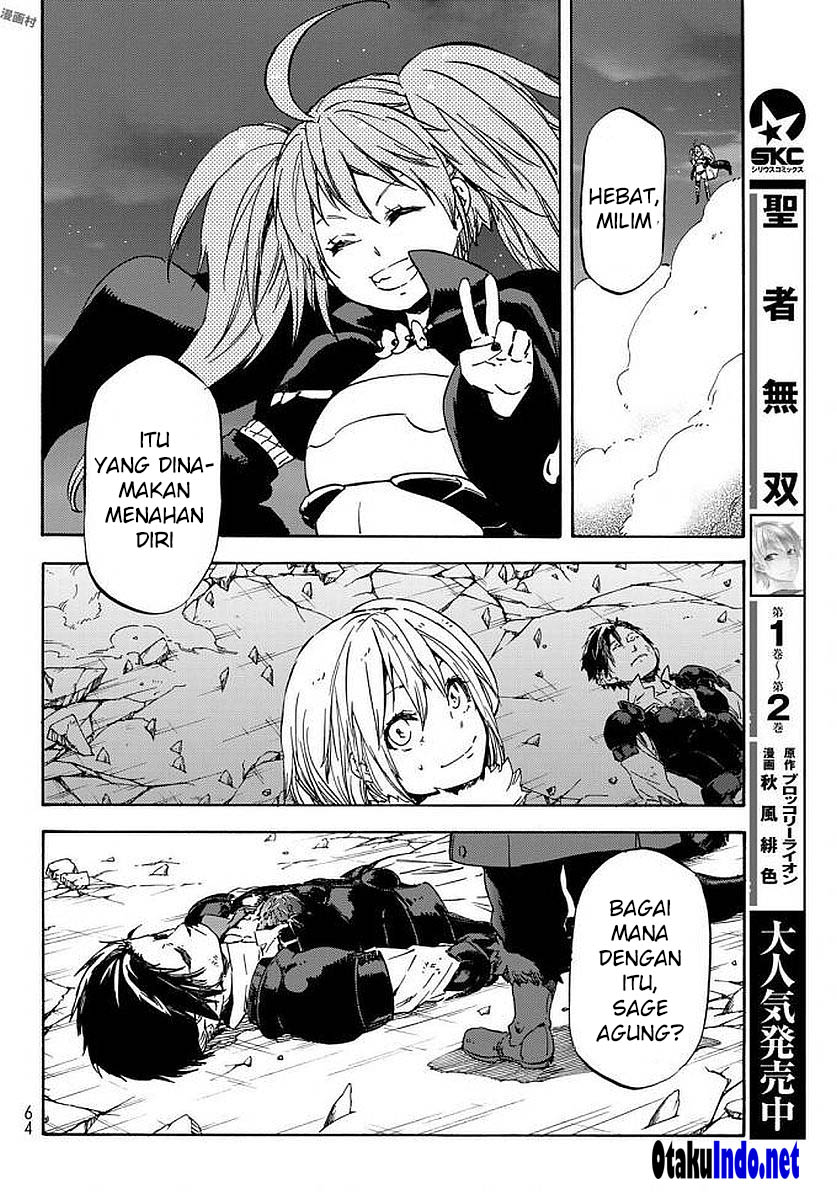 漫画村
HEBAT,
MILIM
ITU
YANG DINA-
MAKAN
MENAHAN
DIRI
BAGAI
MANA
DENGAN
ITU,
SAGE
AGUNG?
SKC
シリウスコミックス
聖者無双
第1巻～第2巻
原作 ブロッコリーライオン
漫画 秋風緋色
大人気発売中
64
OtakuIndo.net